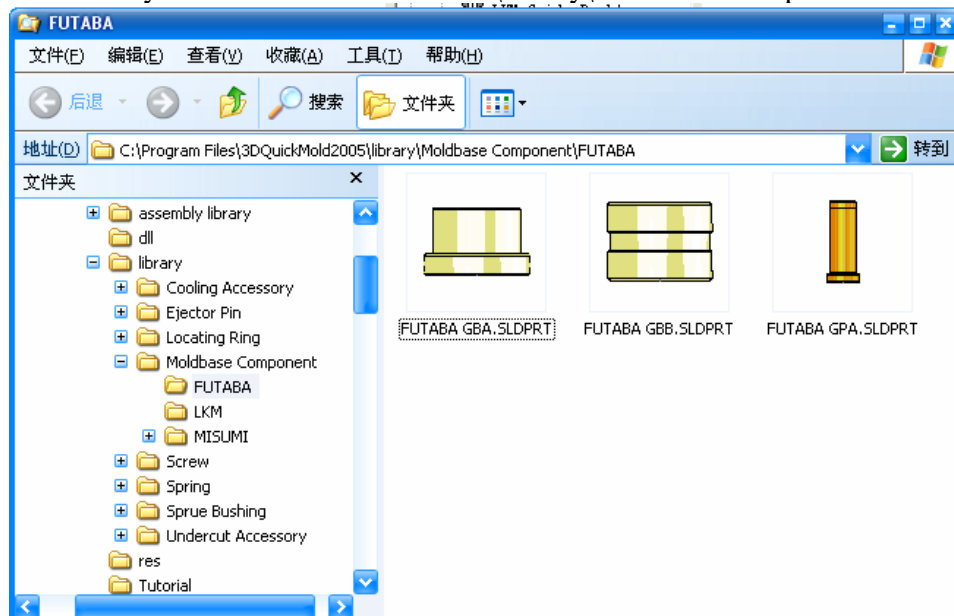 FUTABA
文件(F) 编辑(E) 查看(V) 收藏(A) 工具(T) 帮助(H)
后退 搜索 文件夹
地址(D) C:\Program Files\3DQuickMold2005\library\Moldbase Component\FUTABA 转到
文件夹
assembly library
dll
library
Cooling Accessory
Ejector Pin
Locating Ring
Moldbase Component
FUTABA
LKM
MISUMI
Screw
Spring
Sprue Bushing
Undercut Accessory
res
Tutorial
FUTABA GBA.SLDPRT FUTABA GBB.SLDPRT FUTABA GPA.SLDPRT